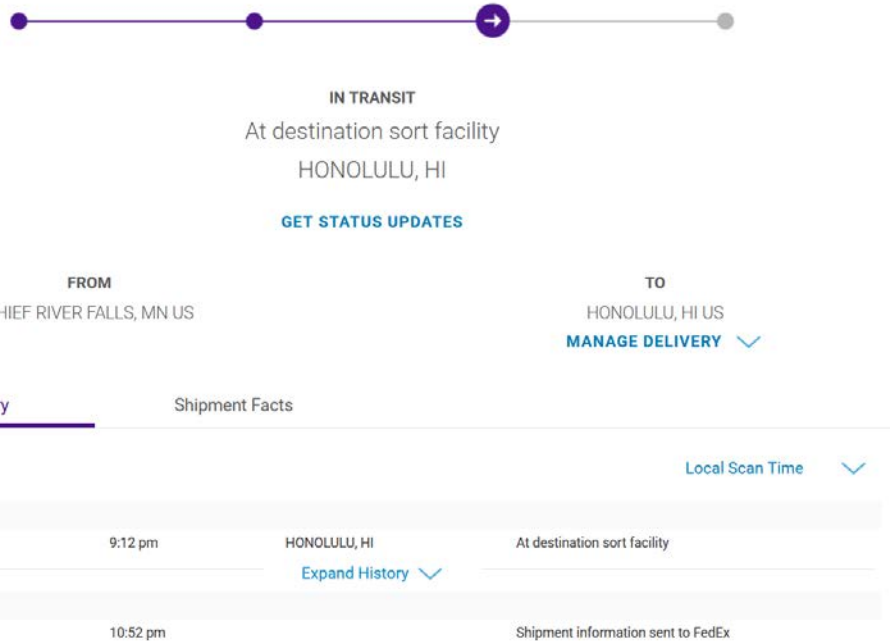 IN TRANSIT
At destination sort facility
HONOLULU, HI
GET STATUS UPDATES
FROM
HIEF RIVER FALLS, MN US
TO
HONOLULU, HI US
MANAGE DELIVERY
y
Shipment Facts
Local Scan Time
9:12 pm HONOLULU, HI At destination sort facility
Expand History
10:52 pm Shipment information sent to FedEx